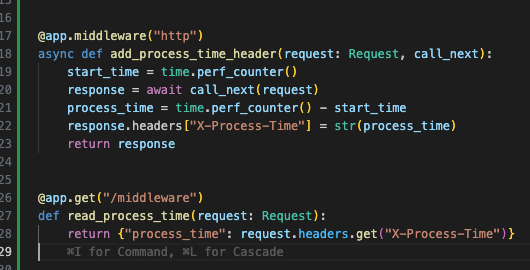 15
16
17 @app.middleware("http")
18 async def add_process_time_header(request: Request, call_next):
19     start_time = time.perf_counter()
20     response = await call_next(request)
21     process_time = time.perf_counter() - start_time
22     response.headers["X-Process-Time"] = str(process_time)
23     return response
24
25
26 @app.get("/middleware")
27 def read_process_time(request: Request):
28     return {"process_time": request.headers.get("X-Process-Time")}
29     ⌘I for Command, ⌘L for Cascade
30